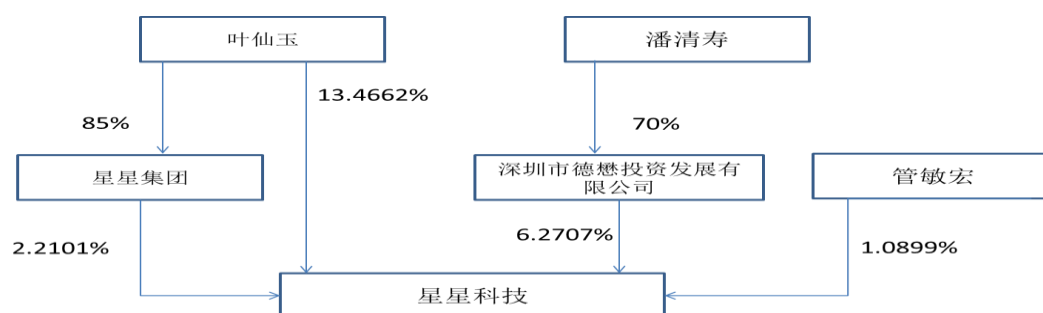 叶仙玉
潘清寿
13.4662%
85%
70%
星星集团
深圳市德懋投资发展有
限公司
管敏宏
2.2101%
6.2707%
1.0899%
星星科技